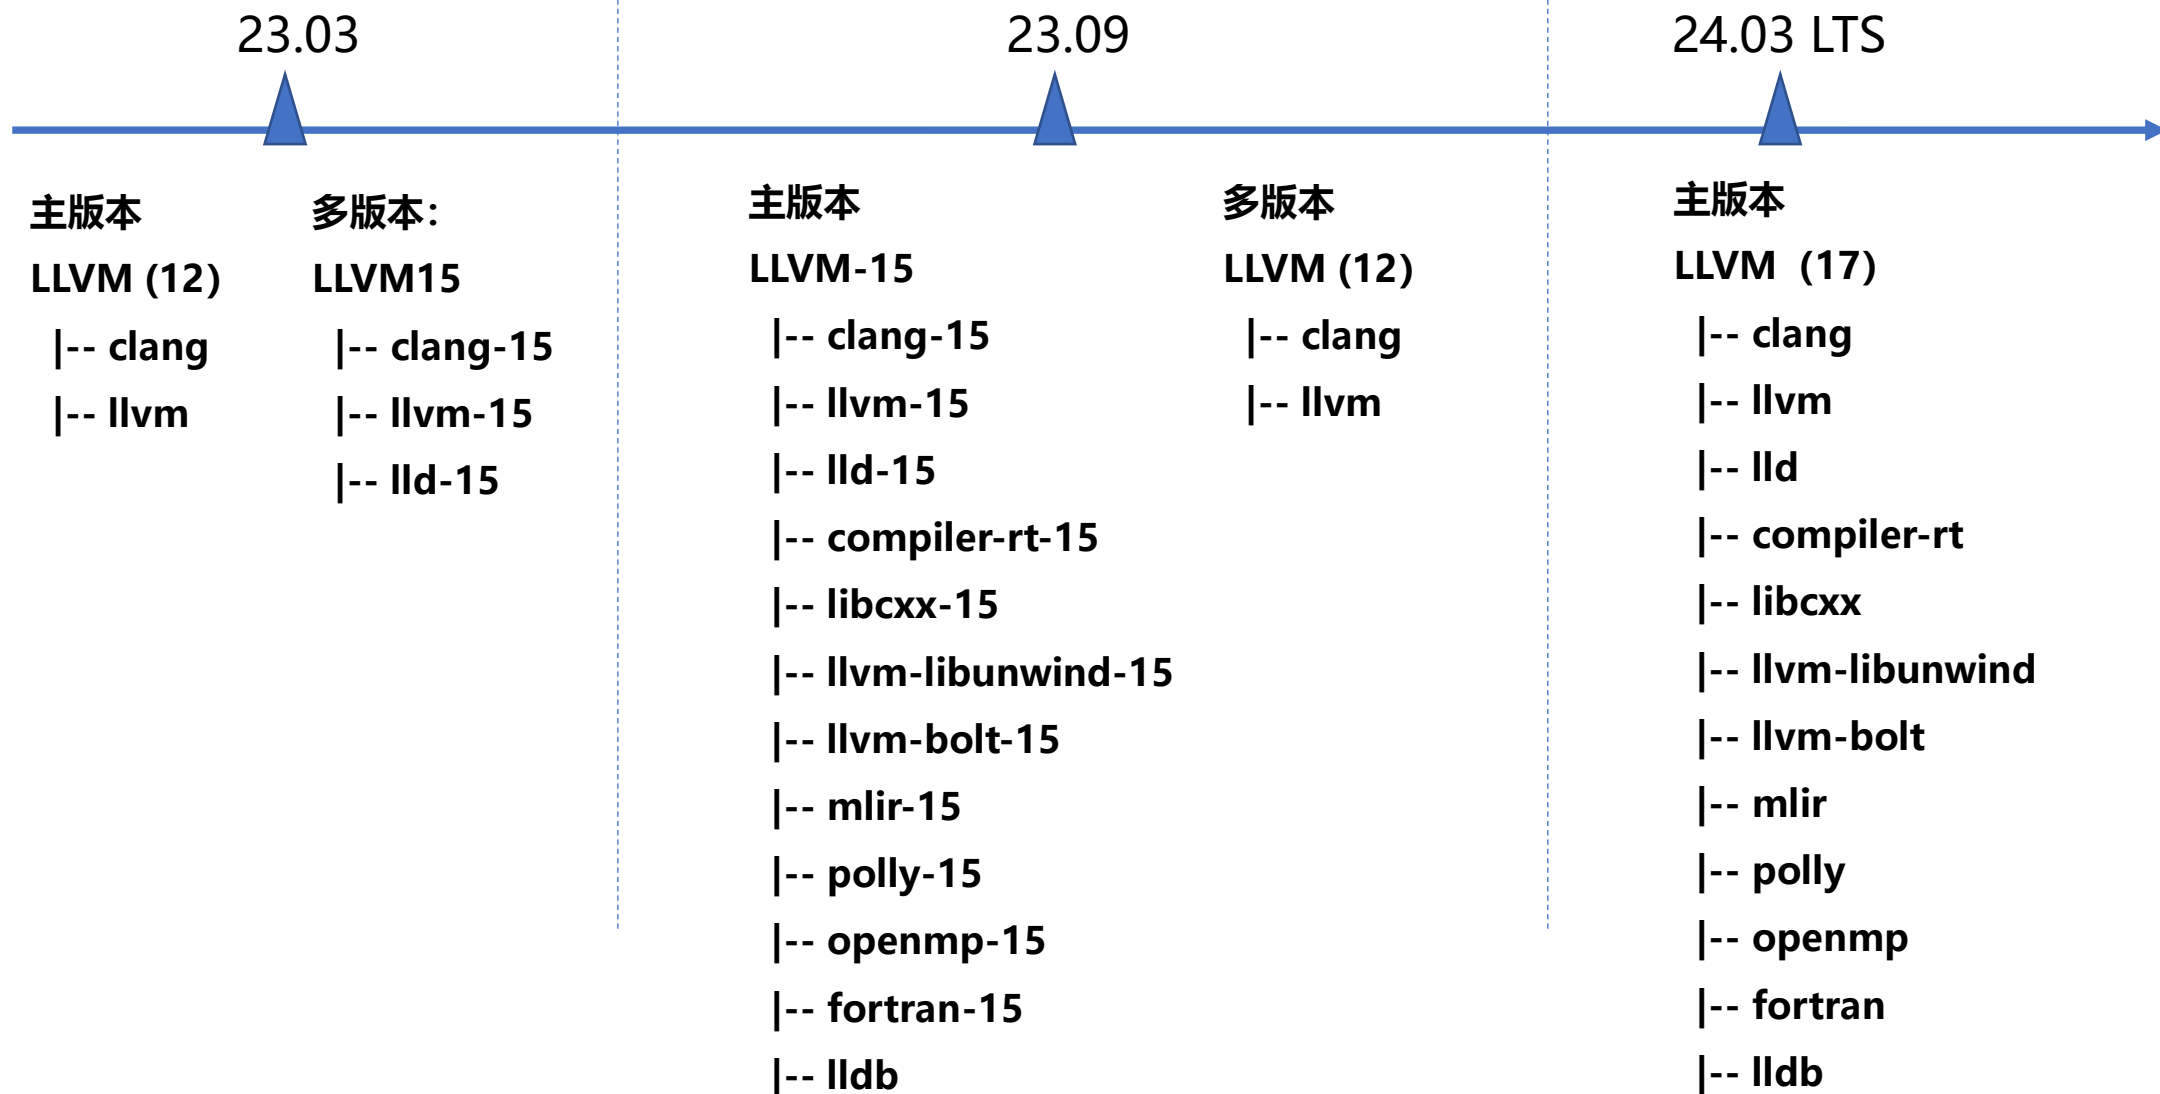 23.03
23.09
24.03 LTS
主版本
LLVM (12)
|-- clang
|-- llvm
多版本：
LLVM15
|-- clang-15
|-- llvm-15
|-- lld-15
主版本
LLVM-15
|-- clang-15
|-- llvm-15
|-- lld-15
|-- compiler-rt-15
|-- libcxx-15
|-- llvm-libunwind-15
|-- llvm-bolt-15
|-- mlir-15
|-- polly-15
|-- openmp-15
|-- fortran-15
|-- lldb
多版本
LLVM (12)
|-- clang
|-- llvm
主版本
LLVM (17)
|-- clang
|-- llvm
|-- lld
|-- compiler-rt
|-- libcxx
|-- llvm-libunwind
|-- llvm-bolt
|-- mlir
|-- polly
|-- openmp
|-- fortran
|-- lldb